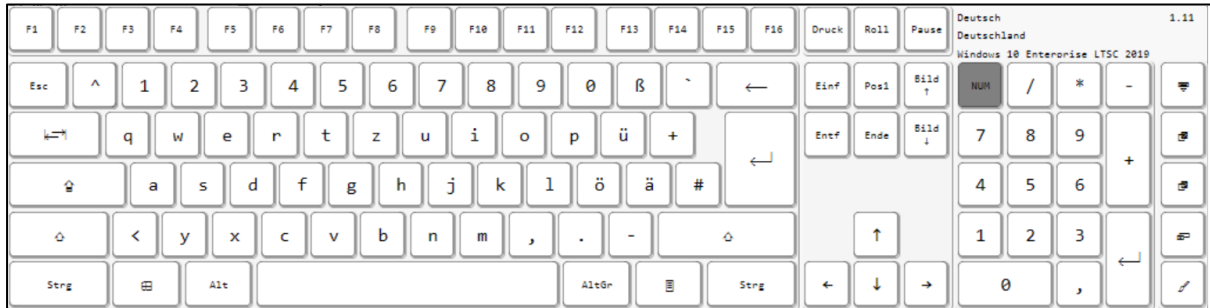 F1 F2 F3 F4 F5 F6 F7 F8 F9 F10 F11 F12 F13 F14 F15 F16 Druck Roll Pause
Deutsch 1.11
Deutschland
Windows 10 Enterprise LTSC 2019
Esc ^ 1 2 3 4 5 6 7 8 9 0 ß ` ← Einf Pos1 Bild ↑ NUM / * -
q w e r t z u i o p ü + Entf Ende Bild ↓ 7 8 9 +
a s d f g h j k l ö ä # 4 5 6
< y x c v b n m , . - ↑ 1 2 3
Strg Alt AltGr Strg ← ↓ → 0 ,